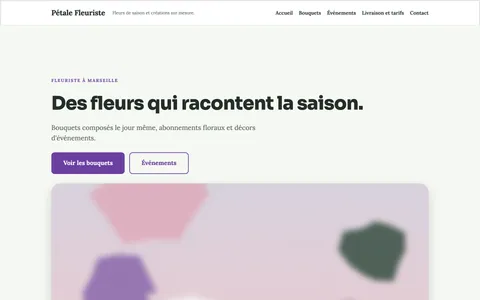 Pétale Fleuriste
Fleurs de saison et créations sur mesure.
Accueil Bouquets Événements Livraison et tarifs Contact
FLEURISTE À MARSEILLE
Des fleurs qui racontent la saison.
Bouquets composés le jour même, abonnements floraux et décors
d'événements.
Voir les bouquets Événements